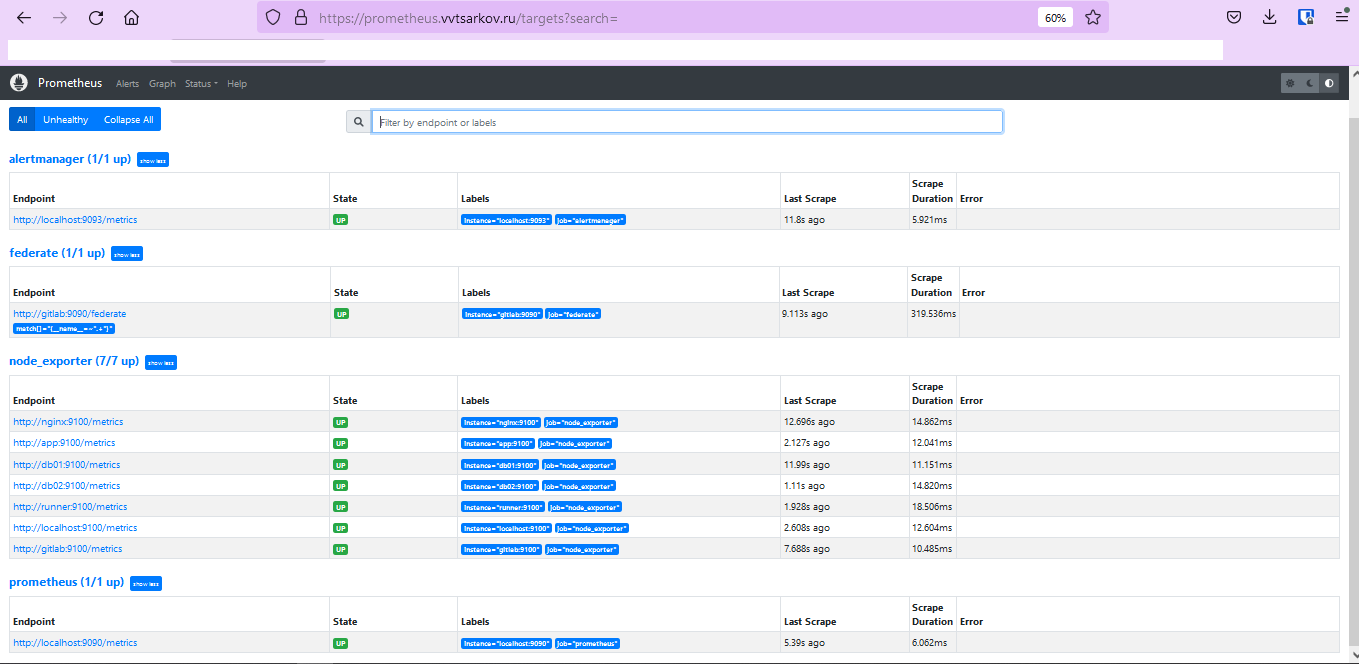 https://prometheus.vvtsarkov.ru/targets?search= 60%
Prometheus Alerts Graph Status Help
All Unhealthy Collapse All Filter by endpoint or labels
alertmanager (1/1 up) show less
Endpoint State Labels Last Scrape Scrape Duration Error
http://localhost:9093/metrics UP instance="localhost:9093" job="alertmanager" 11.8s ago 5.921ms
federate (1/1 up) show less
Endpoint State Labels Last Scrape Scrape Duration Error
http://gitlab:9090/federate UP instance="gitlab:9090" job="federate" 9.113s ago 319.536ms
match[]="{__name__=~".+"}"
node_exporter (7/7 up) show less
Endpoint State Labels Last Scrape Scrape Duration Error
http://nginx:9100/metrics UP instance="nginx:9100" job="node_exporter" 12.696s ago 14.862ms
http://app:9100/metrics UP instance="app:9100" job="node_exporter" 2.127s ago 12.041ms
http://db01:9100/metrics UP instance="db01:9100" job="node_exporter" 11.99s ago 11.151ms
http://db02:9100/metrics UP instance="db02:9100" job="node_exporter" 1.11s ago 14.820ms
http://runner:9100/metrics UP instance="runner:9100" job="node_exporter" 1.928s ago 18.506ms
http://localhost:9100/metrics UP instance="localhost:9100" job="node_exporter" 2.608s ago 12.604ms
http://gitlab:9100/metrics UP instance="gitlab:9100" job="node_exporter" 7.688s ago 10.485ms
prometheus (1/1 up) show less
Endpoint State Labels Last Scrape Scrape Duration Error
http://localhost:9090/metrics UP instance="localhost:9090" job="prometheus" 5.39s ago 6.062ms